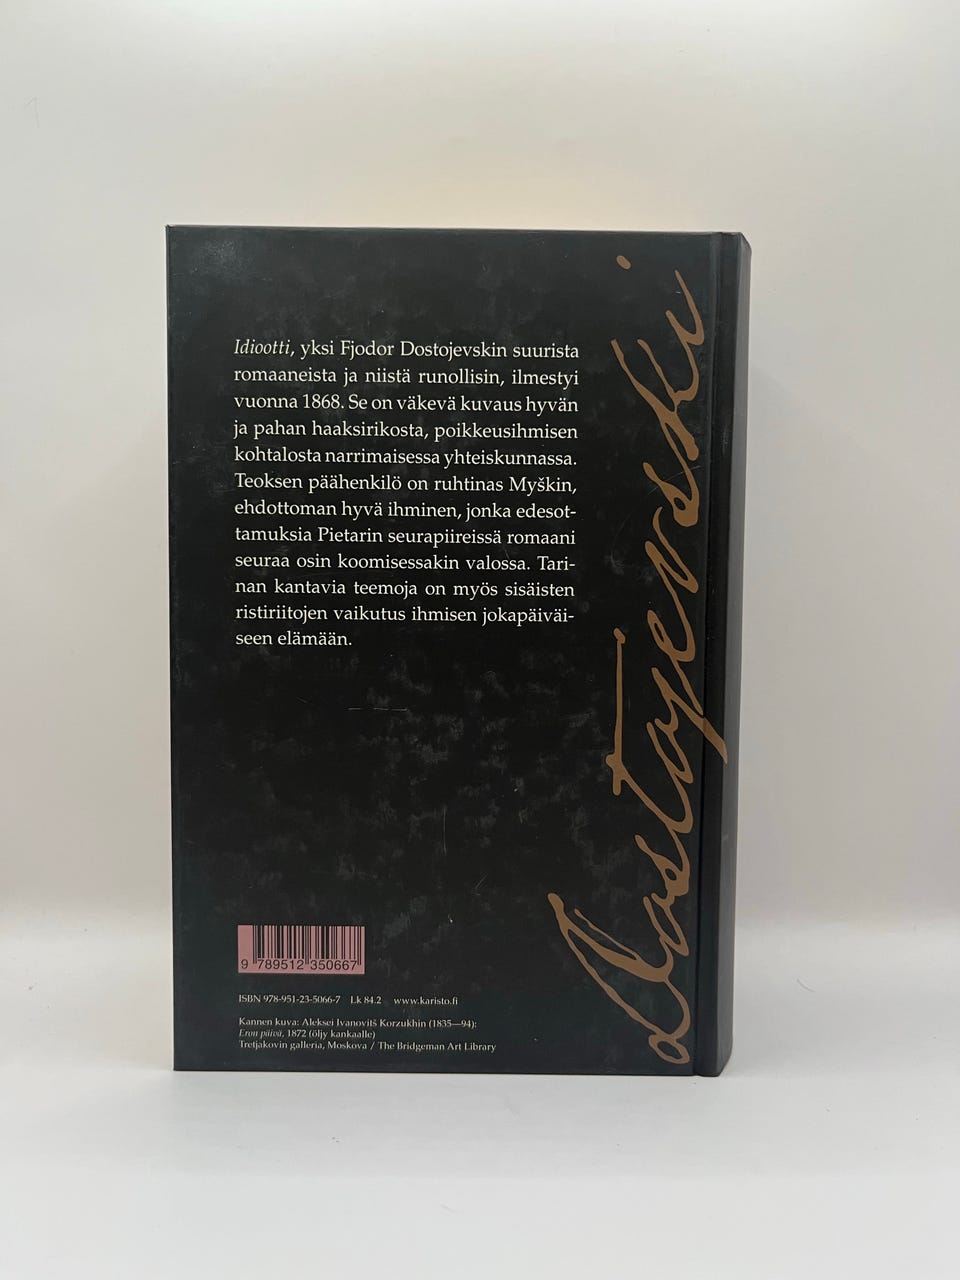 Idiootti, yksi Fjodor Dostojevskin suurista
romaaneista ja niistä runollisin, ilmestyi
vuonna 1868. Se on väkevä kuvaus hyvän
ja pahan haaksirikosta, poikkeusihmisen
kohtalosta narrimaisessa yhteiskunnassa.
Teoksen päähenkilö on ruhtinas Myškin,
ehdottoman hyvä ihminen, jonka edesot-
tamuksia Pietarin seurapiireissä romaani
seuraa osin koomisessakin valossa. Tari-
nan kantavia teemoja on myös sisäisten
ristiriitojen vaikutus ihmisen jokapäiväi-
seen elämään.
Dostojevski
9 789512 350667
ISBN 978-951-23-5066-7 Lk 84.2 www.karisto.fi
Kannen kuva: Aleksei Ivanovitš Korzukhin (1835—94):
Eron päivä, 1872 (öljy kankaalle)
Tretjakovin galleria, Moskova / The Bridgeman Art Library